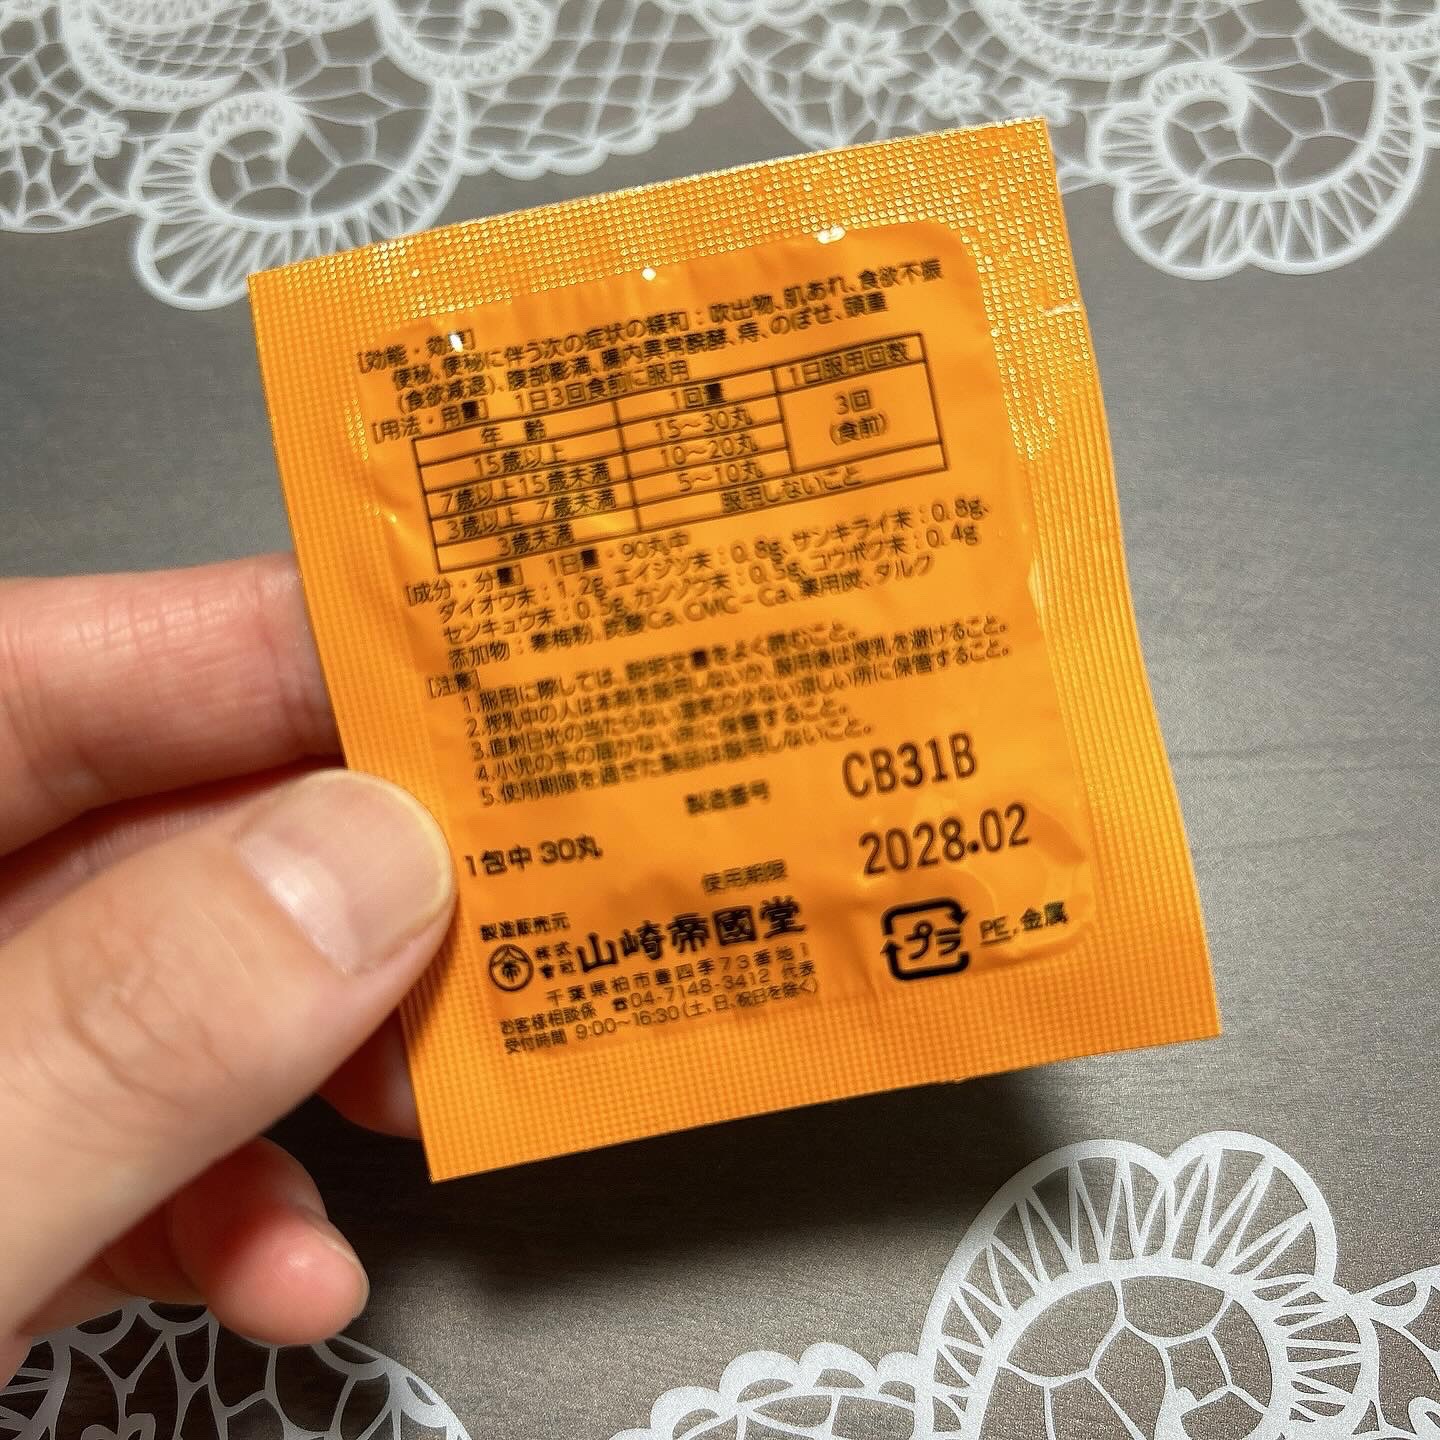 [効能・効果]
便秘、便秘に伴う次の症状の緩和：吹出物、肌あれ、食欲不振
(食欲減退)、腹部膨満、腸内異常醗酵、痔、のぼせ、頭重
[用法・用量] 1日3回食前に服用
年 齢 1回量 1日服用回数
15歳以上 15～30丸 3回
(食前)
7歳以上15歳未満 10～20丸
3歳以上 7歳未満 5～10丸
3歳未満 服用しないこと
[成分・分量] 1日量・90丸中
ダイオウ末：1.2g、エイジツ末：0.8g、サンキライ末：0.8g、
センキュウ末：0.5g、カンゾウ末：0.5g、コウボク末：0.4g
添加物：寒梅粉、炭酸Ca、CMC-Ca、薬用炭、タルク
[注意]
1.服用に際しては、説明文書をよく読むこと。
2.授乳中の人は本剤を服用しないか、服用後は授乳を避けること。
3.直射日光の当たらない湿気の少ない涼しい所に保管すること。
4.小児の手の届かない所に保管すること。
5.使用期限を過ぎた製品は服用しないこと。
製造番号 CB31B
1包中 30丸
使用期限 2028.02
製造販売元
帝 株式會社 山崎帝國堂
千葉県柏市豊四季73番地1
お客様相談係 ☎04-7148-3412 代表
受付時間 9:00～16:30(土、日、祝日を除く)
プラ PE、金属